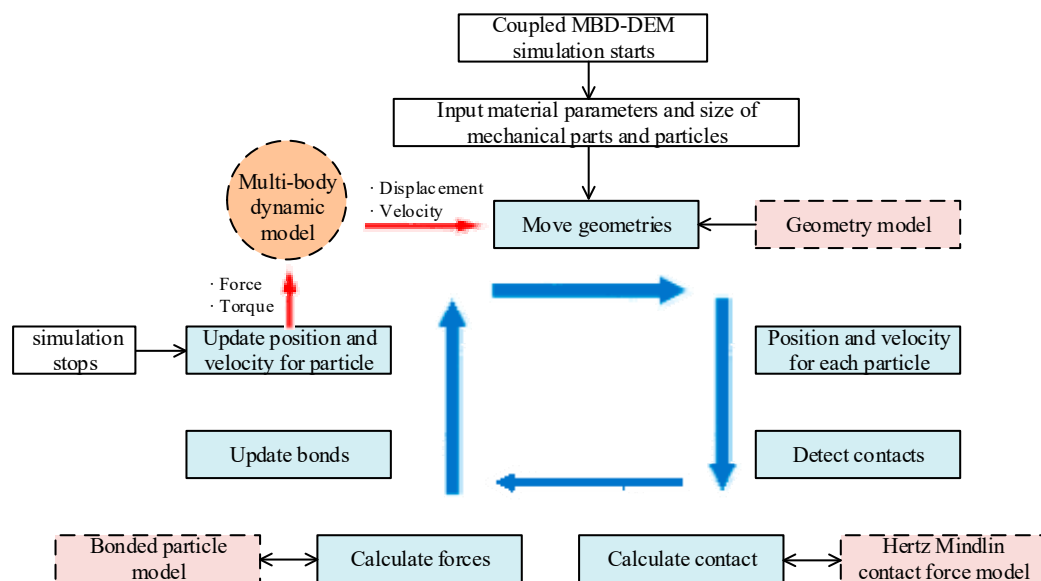 Coupled MBD-DEM
simulation starts
Input material parameters and size of
mechanical parts and particles
Multi-body
dynamic
model
· Displacement
· Velocity
Move geometries
Geometry model
· Force
· Torque
simulation
stops
Update position and
velocity for particle
Position and velocity
for each particle
Update bonds
Detect contacts
Bonded particle
model
Calculate forces
Calculate contact
Hertz Mindlin
contact force model